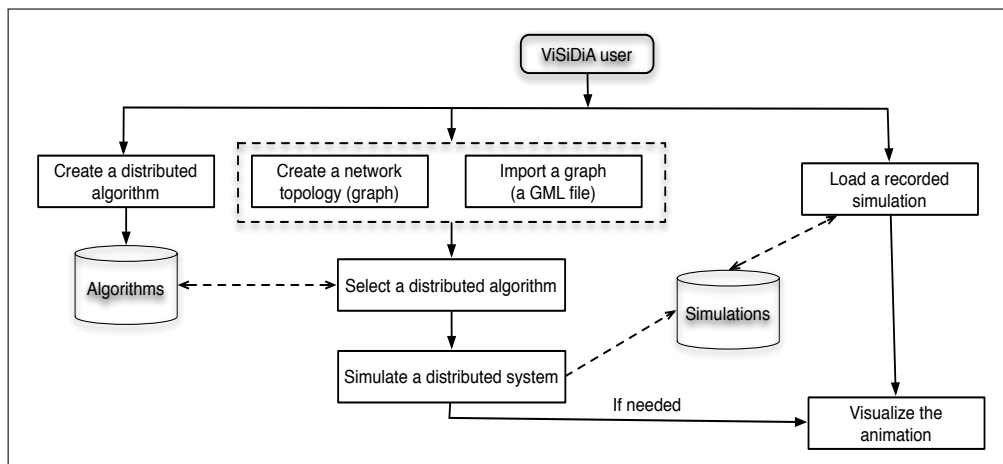 ViSiDiA user
Create a distributed
algorithm
Create a network
topology (graph)
Import a graph
(a GML file)
Load a recorded
simulation
Algorithms
Select a distributed algorithm
Simulations
Simulate a distributed system
If needed
Visualize the
animation